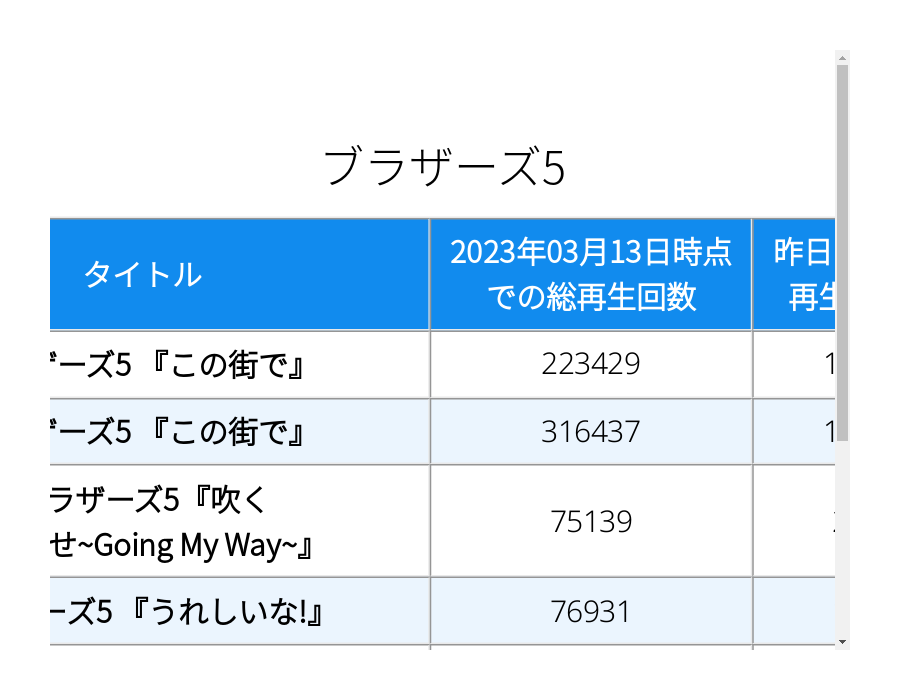 ブラザーズ5
タイトル
2023年03月13日時点
での総再生回数
昨日
再生
ーズ5 『この街で』
223429
1
ーズ5 『この街で』
316437
1
ラザーズ5『吹く
せ~Going My Way~』
75139
ーズ5 『うれしいな!』
76931